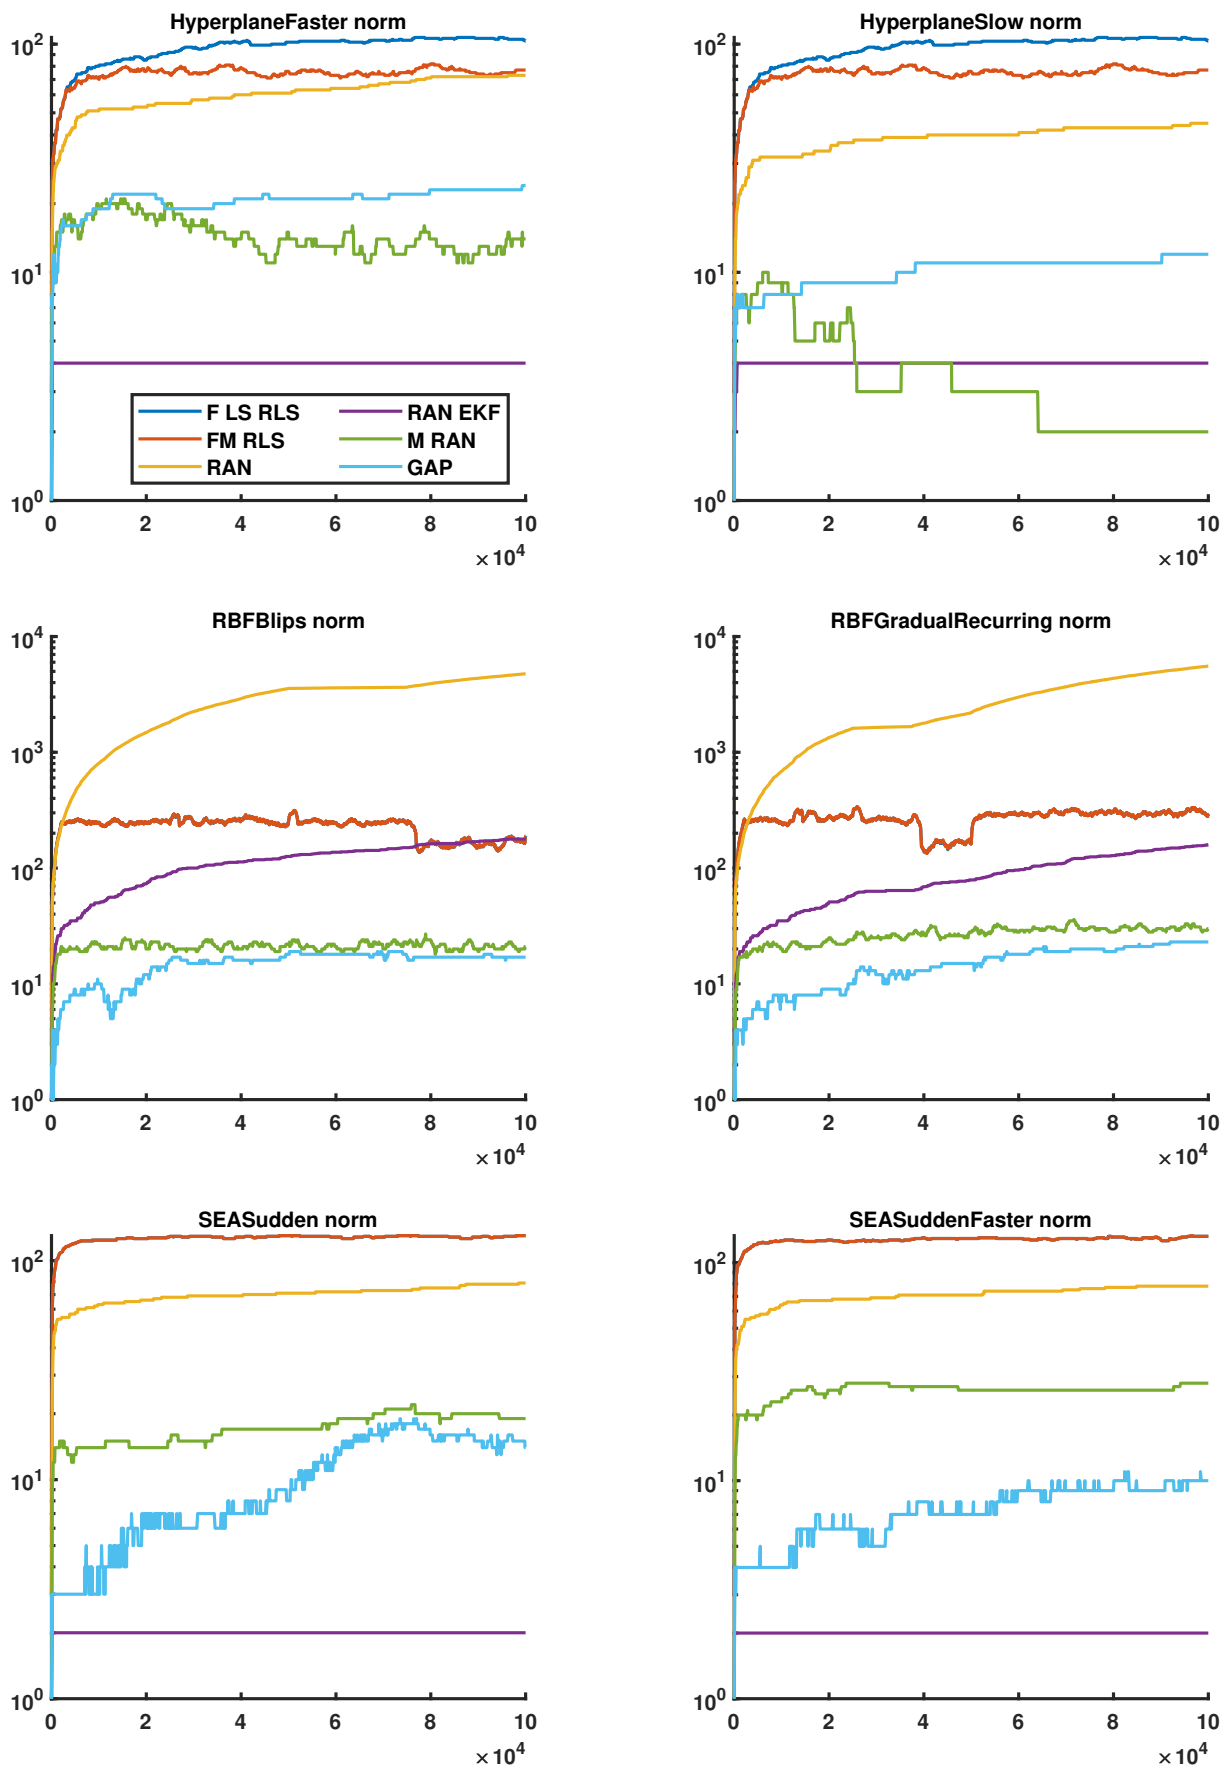 HyperplaneFaster norm
HyperplaneSlow norm
10^2
10^1
10^0
F LS RLS
FM RLS
RAN
RAN EKF
M RAN
GAP
0 2 4 6 8 10
×10^4
10^2
10^1
10^0
0 2 4 6 8 10
×10^4
RBFBlips norm
RBFGradualRecurring norm
10^4
10^3
10^2
10^1
10^0
0 2 4 6 8 10
×10^4
10^4
10^3
10^2
10^1
10^0
0 2 4 6 8 10
×10^4
SEASudden norm
SEASuddenFaster norm
10^2
10^1
10^0
0 2 4 6 8 10
×10^4
10^2
10^1
10^0
0 2 4 6 8 10
×10^4